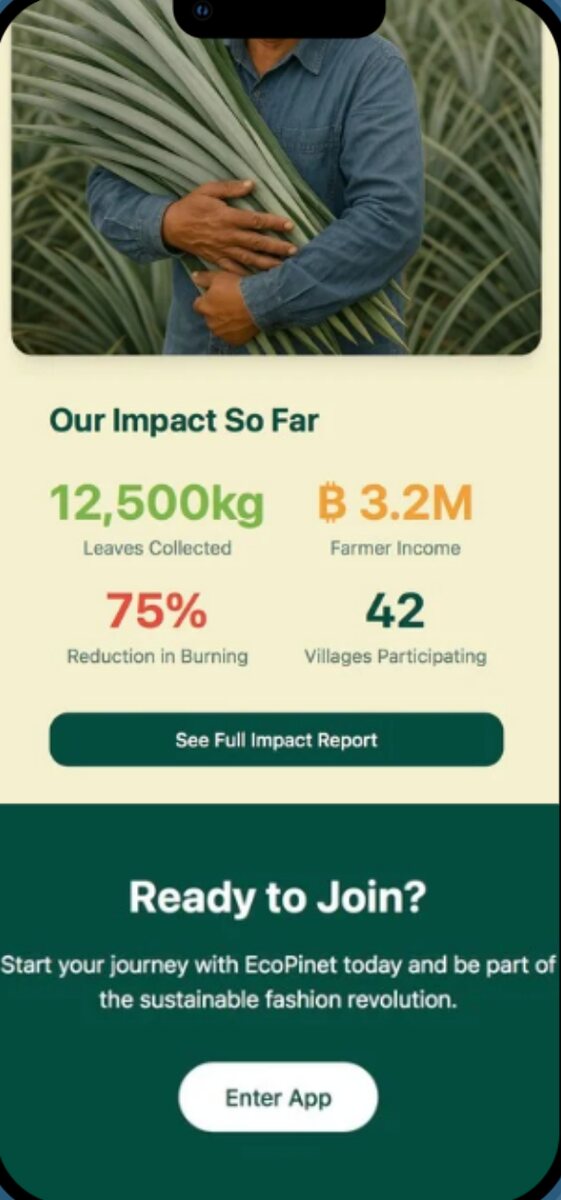 Our Impact So Far
12,500kg
Leaves Collected
฿ 3.2M
Farmer Income
75%
Reduction in Burning
42
Villages Participating
See Full Impact Report
Ready to Join?
Start your journey with EcoPinet today and be part of
the sustainable fashion revolution.
Enter App